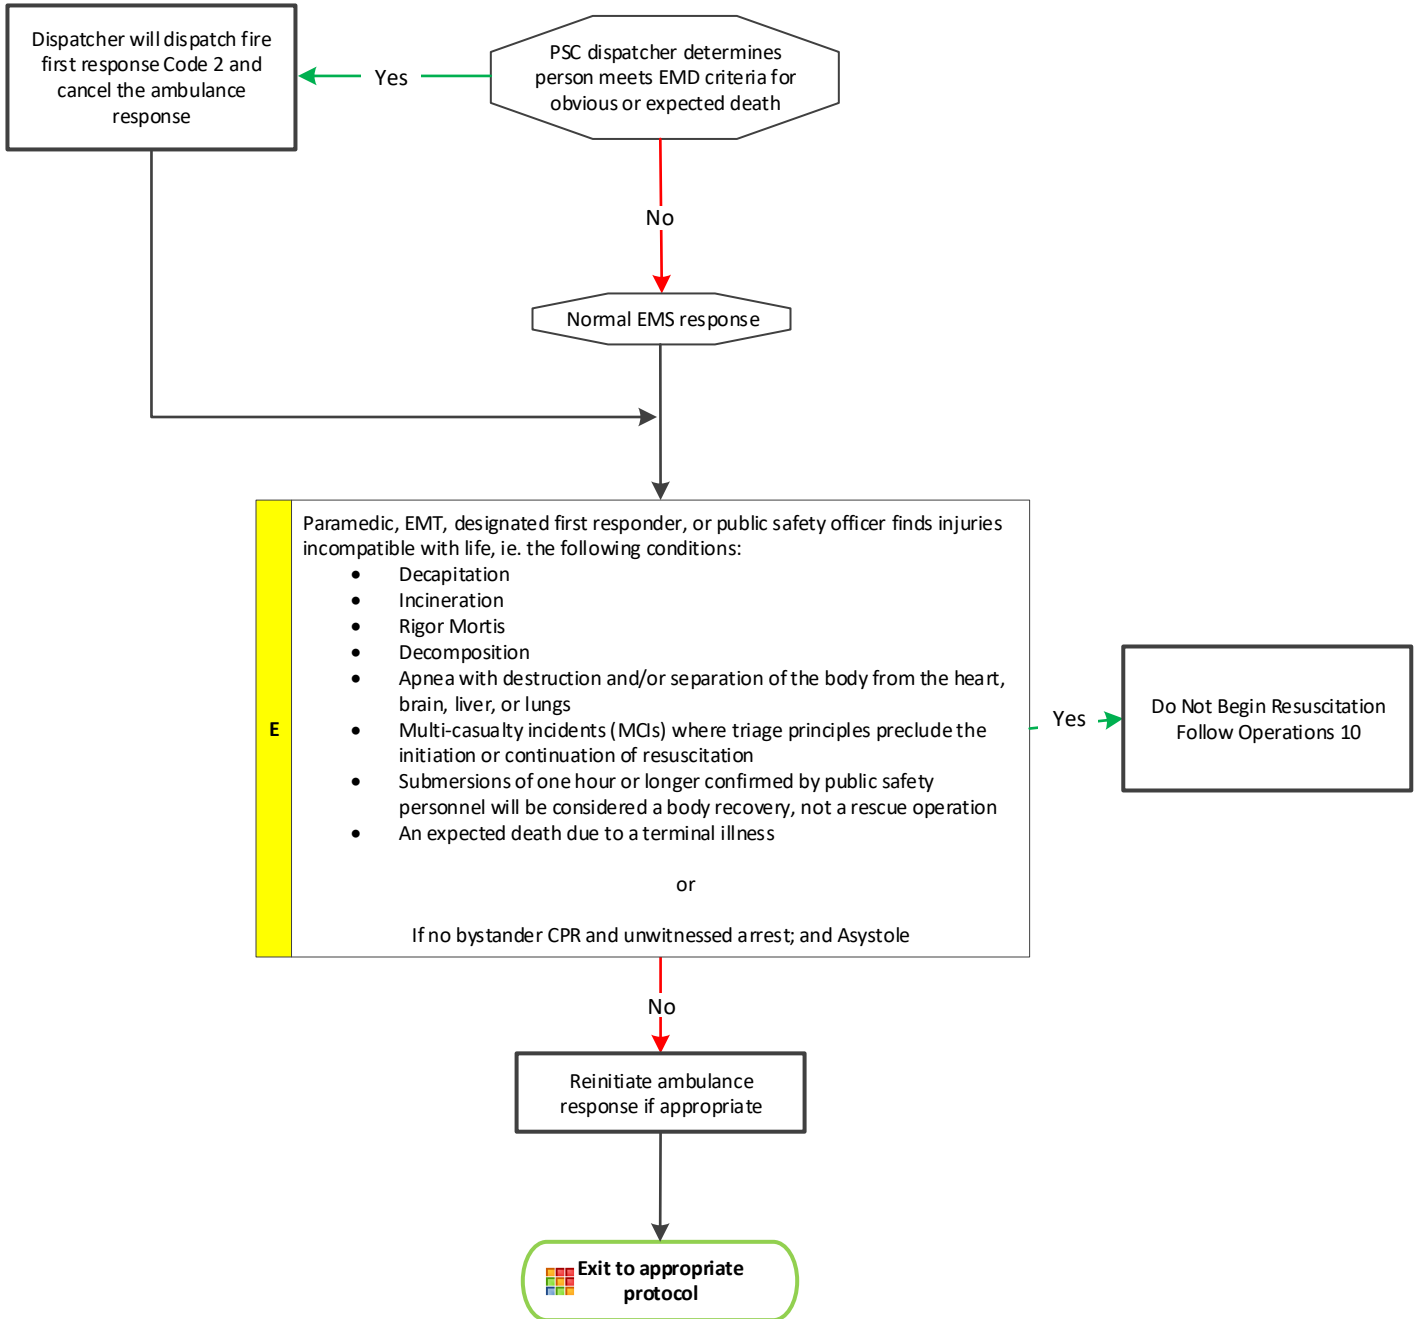 Dispatcher will dispatch fire
first response Code 2 and
cancel the ambulance
response
Yes
PSC dispatcher determines
person meets EMD criteria for
obvious or expected death
No
Normal EMS response
E
Paramedic, EMT, designated first responder, or public safety officer finds injuries
incompatible with life, ie. the following conditions:
• Decapitation
• Incineration
• Rigor Mortis
• Decomposition
• Apnea with destruction and/or separation of the body from the heart,
brain, liver, or lungs
• Multi-casualty incidents (MCIs) where triage principles preclude the
initiation or continuation of resuscitation
• Submersions of one hour or longer confirmed by public safety
personnel will be considered a body recovery, not a rescue operation
• An expected death due to a terminal illness
or
If no bystander CPR and unwitnessed arrest; and Asystole
Yes
Do Not Begin Resuscitation
Follow Operations 10
No
Reinitiate ambulance
response if appropriate
Exit to appropriate
protocol